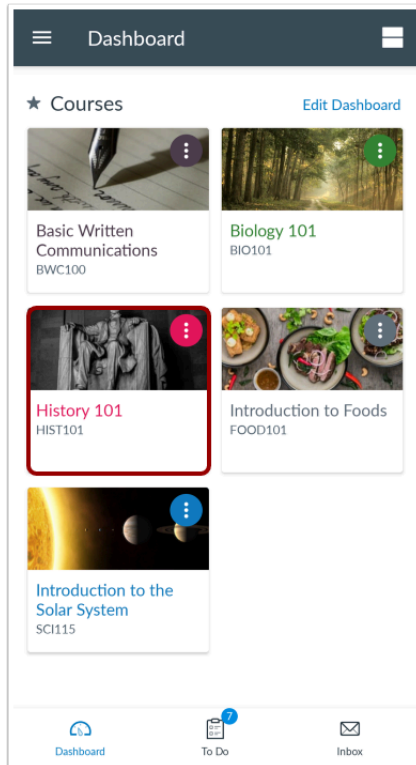 Dashboard
Courses
Edit Dashboard
Basic Written
Communications
BWC100
Biology 101
BIO101
History 101
HIST101
Introduction to Foods
FOOD101
Introduction to the
Solar System
SCI115
7
Dashboard
To Do
Inbox